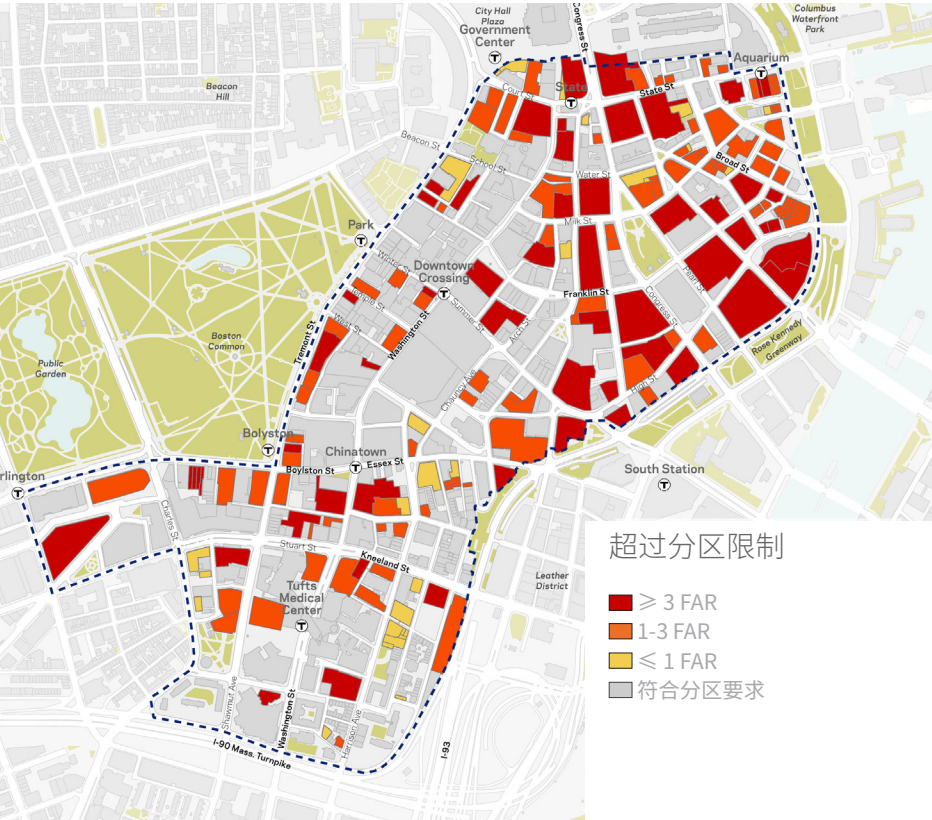 City Hall
Plaza
Government
Center
Congress St
Columbus
Waterfront
Park
Aquarium
Beacon
Hill
Court St
State
State St
Beacon St
School St
Broad St
Water St
Milk St
Park
Winter St
Downtown
Crossing
Temple St
Pearl St
Franklin St
Congress St
West St
Summer St
Arch St
Washington St
Tremont St
Boston
Common
Public
Garden
Rose Kennedy
Greenway
High St
Chauncy Ave
Bolyston
Chinatown
Boylston St
Essex St
South Station
rlington
Charles St
Stuart St
Kneeland St
Leather
District
Tufts
Medical
Center
Shawmut Ave
Washington St
Harrison Ave
I-90 Mass. Turnpike
I-93
超过分区限制
⩾ 3 FAR
1-3 FAR
⩽ 1 FAR
符合分区要求